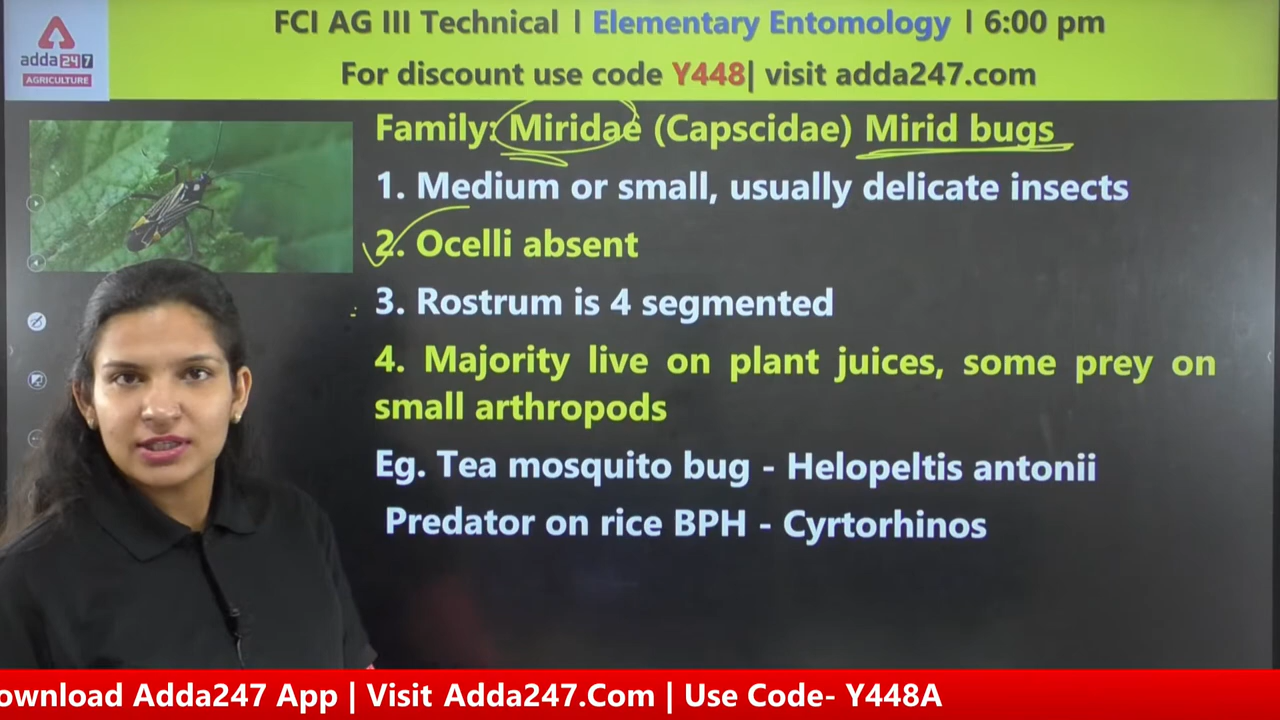 FCI AG III Technical I Elementary Entomology I 6:00 pm
For discount use code Y448| visit adda247.com
adda247
AGRICULTURE
Family: Miridae (Capscidae) Mirid bugs
1. Medium or small, usually delicate insects
2. Ocelli absent
3. Rostrum is 4 segmented
4. Majority live on plant juices, some prey on
small arthropods
Eg. Tea mosquito bug - Helopeltis antonii
Predator on rice BPH - Cyrtorhinos
ownload Adda247 App | Visit Adda247.Com | Use Code- Y448A